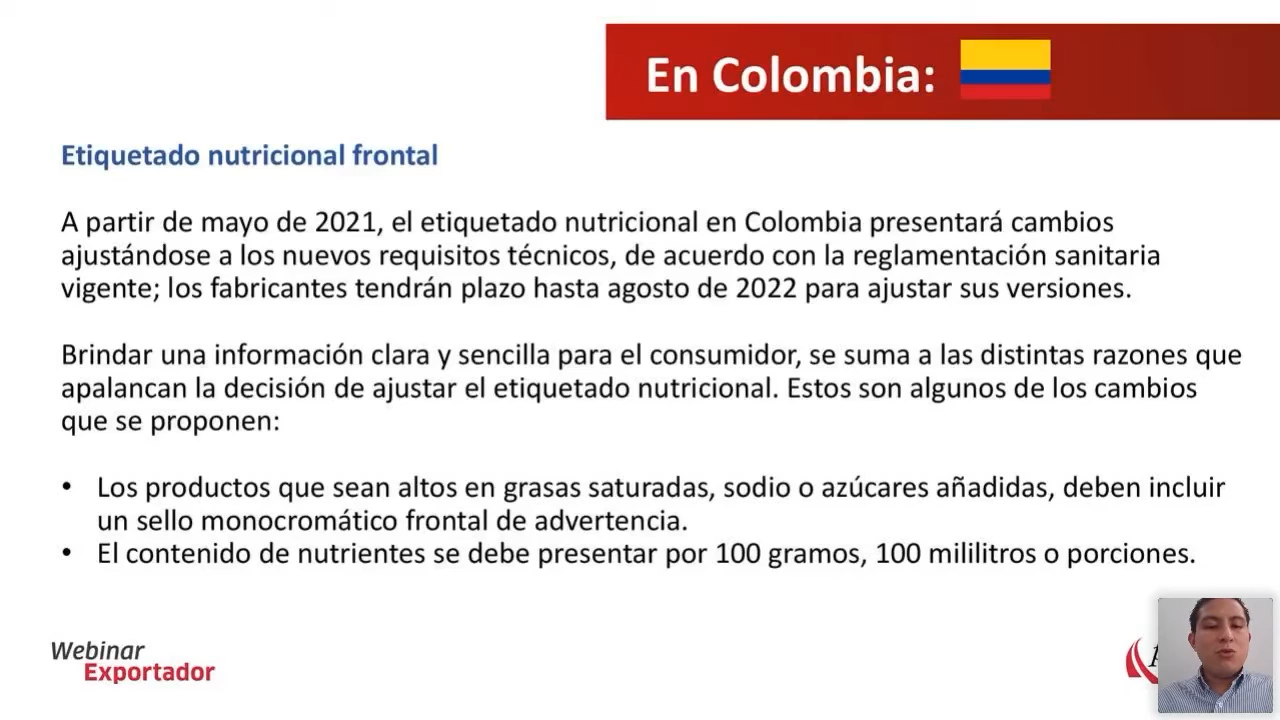 En Colombia:
Etiquetado nutricional frontal
A partir de mayo de 2021, el etiquetado nutricional en Colombia presentará cambios
ajustándose a los nuevos requisitos técnicos, de acuerdo con la reglamentación sanitaria
vigente; los fabricantes tendrán plazo hasta agosto de 2022 para ajustar sus versiones.
Brindar una información clara y sencilla para el consumidor, se suma a las distintas razones que
apalancan la decisión de ajustar el etiquetado nutricional. Estos son algunos de los cambios
que se proponen:
• Los productos que sean altos en grasas saturadas, sodio o azúcares añadidas, deben incluir
un sello monocromático frontal de advertencia.
• El contenido de nutrientes se debe presentar por 100 gramos, 100 mililitros o porciones.
Webinar
Exportador